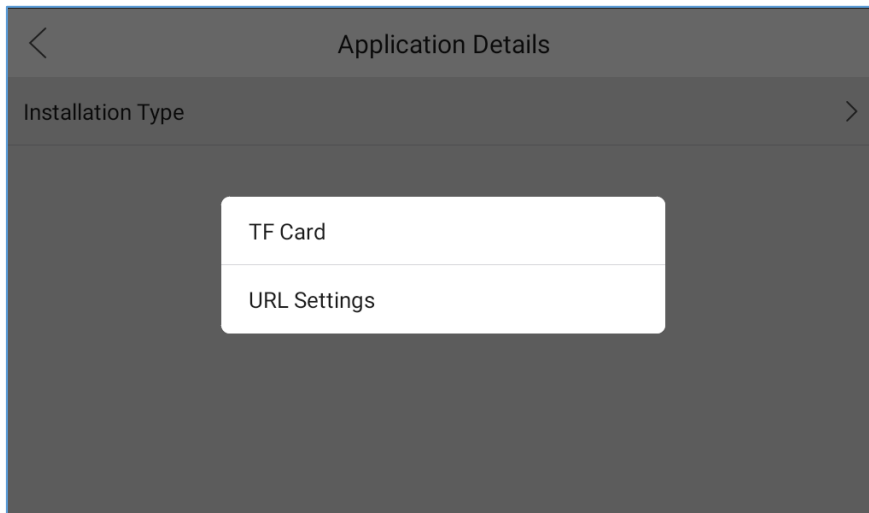 Application Details
Installation Type
TF Card
URL Settings